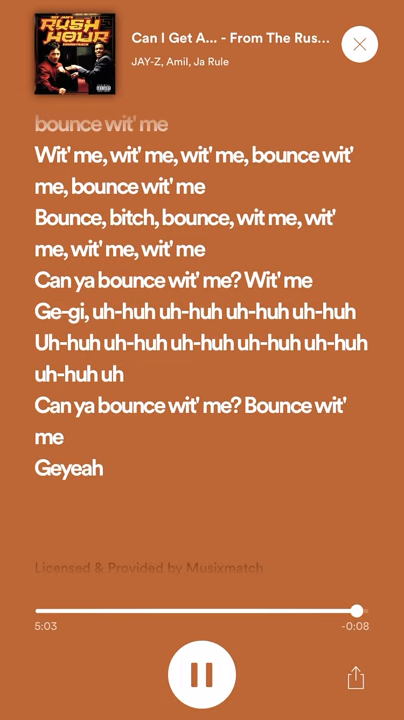 RUSH
HOUR
SOUNDTRACK
Can I Get A... - From The Rus...
JAY-Z, Amil, Ja Rule
bounce wit' me
Wit' me, wit' me, wit' me, bounce wit'
me, bounce wit' me
Bounce, bitch, bounce, wit me, wit'
me, wit' me, wit' me
Can ya bounce wit' me? Wit' me
Ge-gi, uh-huh uh-huh uh-huh uh-huh
Uh-huh uh-huh uh-huh uh-huh uh-huh
uh-huh uh
Can ya bounce wit' me? Bounce wit'
me
Geyeah
Licensed & Provided by Musixmatch
5:03
-0:08